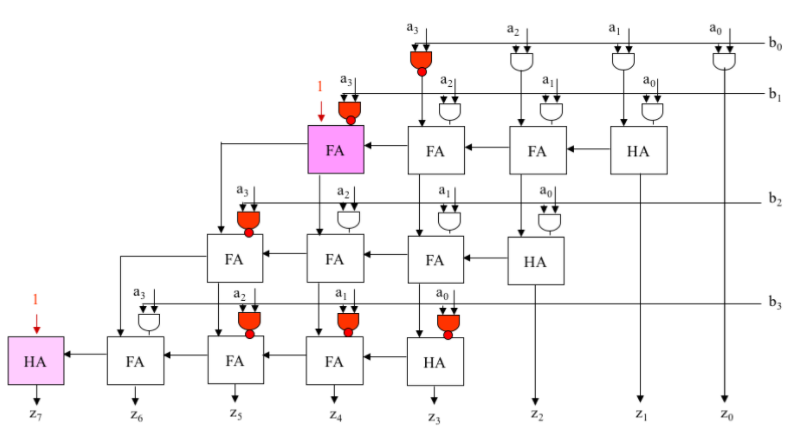 a₃ a₂ a₁ a₀
b₀
a₃ a₂ a₁ a₀
b₁
1
FA FA FA HA
a₃ a₂ a₁ a₀
b₂
FA FA FA HA
a₃ a₂ a₁ a₀
b₃
1
HA FA FA FA HA
z₇ z₆ z₅ z₄ z₃ z₂ z₁ z₀